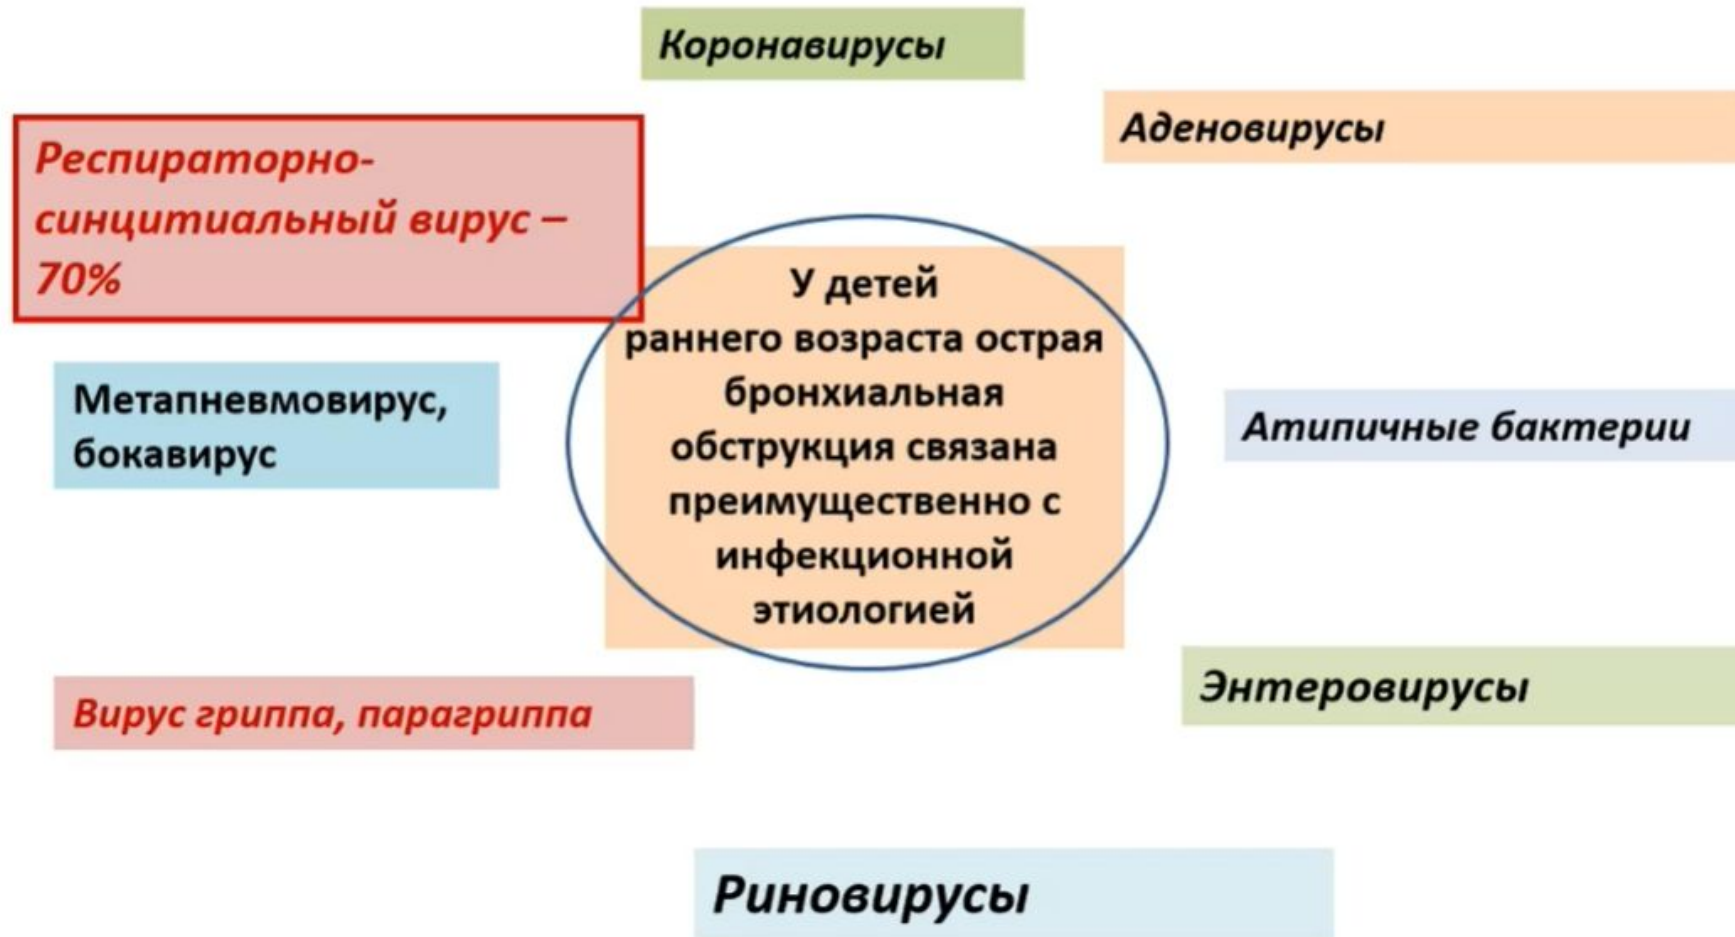 Коронавирусы
Аденовирусы
Респираторно-
синцитиальный вирус –
70%
У детей
раннего возраста острая
бронхиальная
обструкция связана
преимущественно с
инфекционной
этиологией
Метапневмовирус,
бокавирус
Атипичные бактерии
Вирус гриппа, парагриппа
Энтеровирусы
Риновирусы